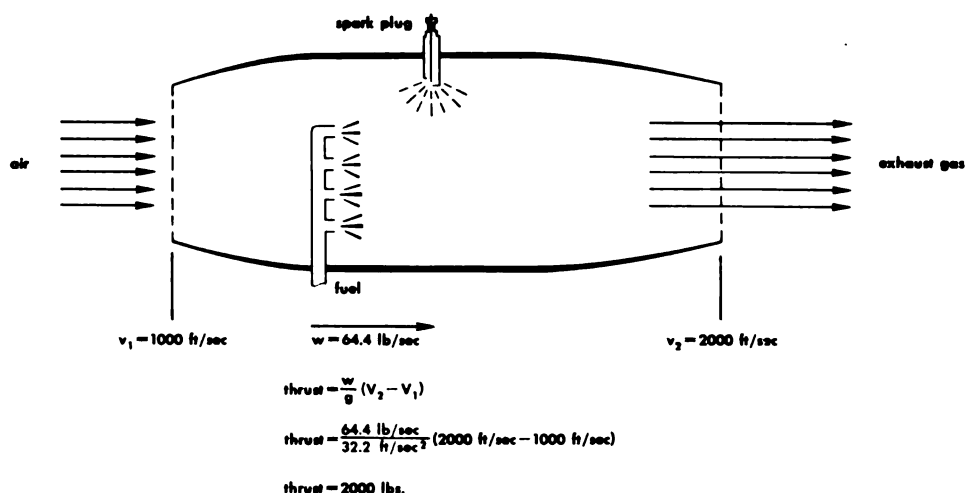 spark plug
air
exhaust gas
fuel
v₁ = 1000 ft/sec
w = 64.4 lb/sec
v₂ = 2000 ft/sec
thrust = w/g (V₂ − V₁)
thrust = 64.4 lb/sec / 32.2 ft/sec² (2000 ft/sec − 1000 ft/sec)
thrust = 2000 lbs.